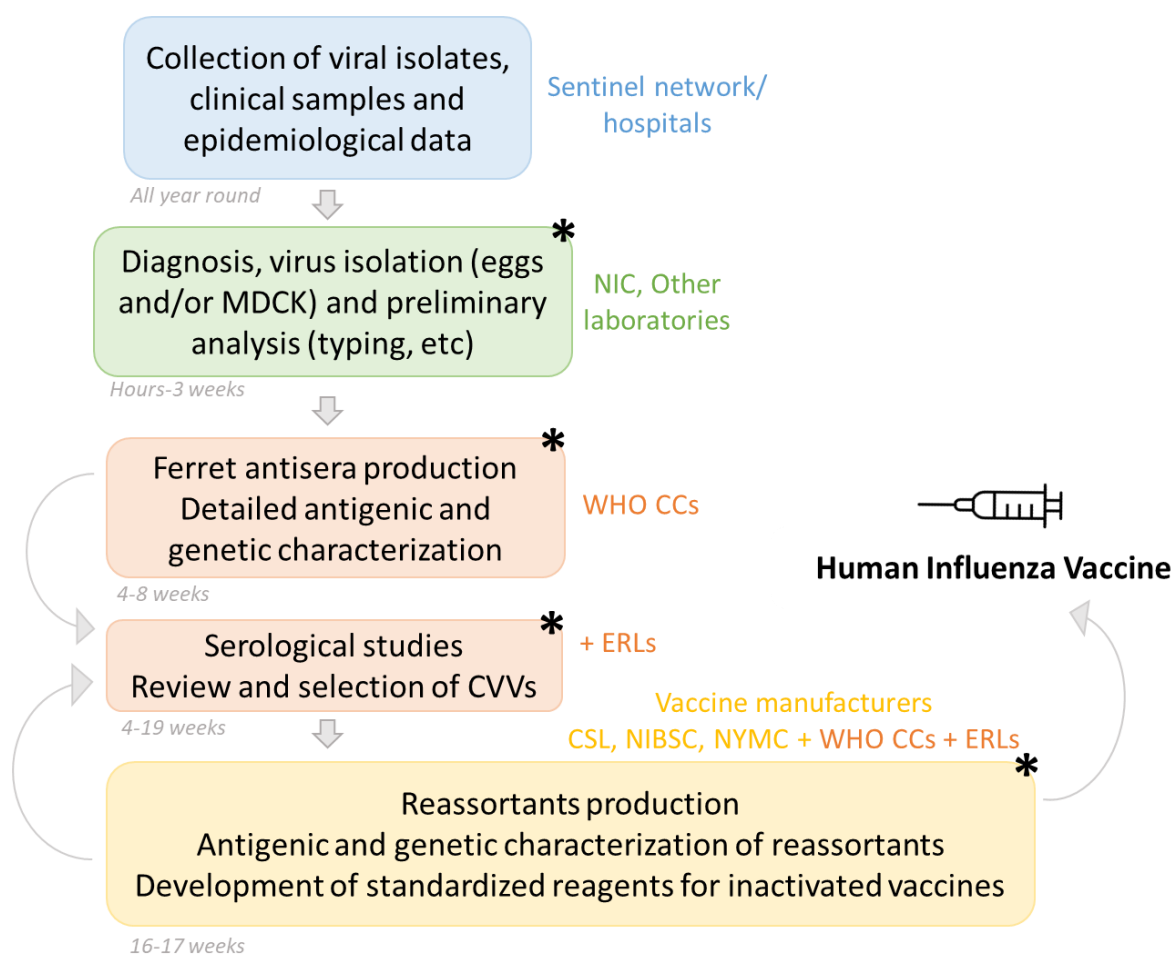 Collection of viral isolates,
clinical samples and
epidemiological data
Sentinel network/
hospitals
All year round
*
Diagnosis, virus isolation (eggs
and/or MDCK) and preliminary
analysis (typing, etc)
NIC, Other
laboratories
Hours-3 weeks
*
Ferret antisera production
Detailed antigenic and
genetic characterization
WHO CCs
4-8 weeks
Human Influenza Vaccine
*
Serological studies
Review and selection of CVVs
+ ERLs
4-19 weeks
Vaccine manufacturers
CSL, NIBSC, NYMC + WHO CCs + ERLs
*
Reassortants production
Antigenic and genetic characterization of reassortants
Development of standardized reagents for inactivated vaccines
16-17 weeks